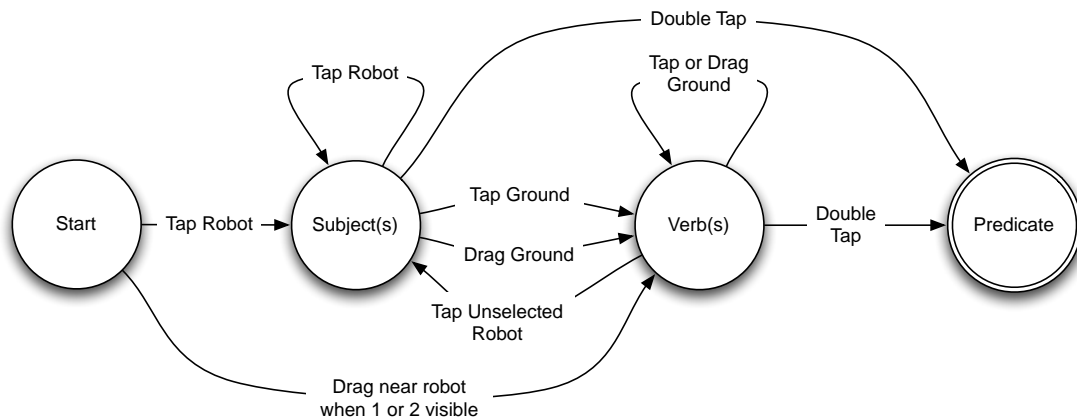 Double Tap
Tap Robot
Tap or Drag
Ground
Start
Tap Robot
Subject(s)
Tap Ground
Drag Ground
Tap Unselected
Robot
Verb(s)
Double
Tap
Predicate
Drag near robot
when 1 or 2 visible